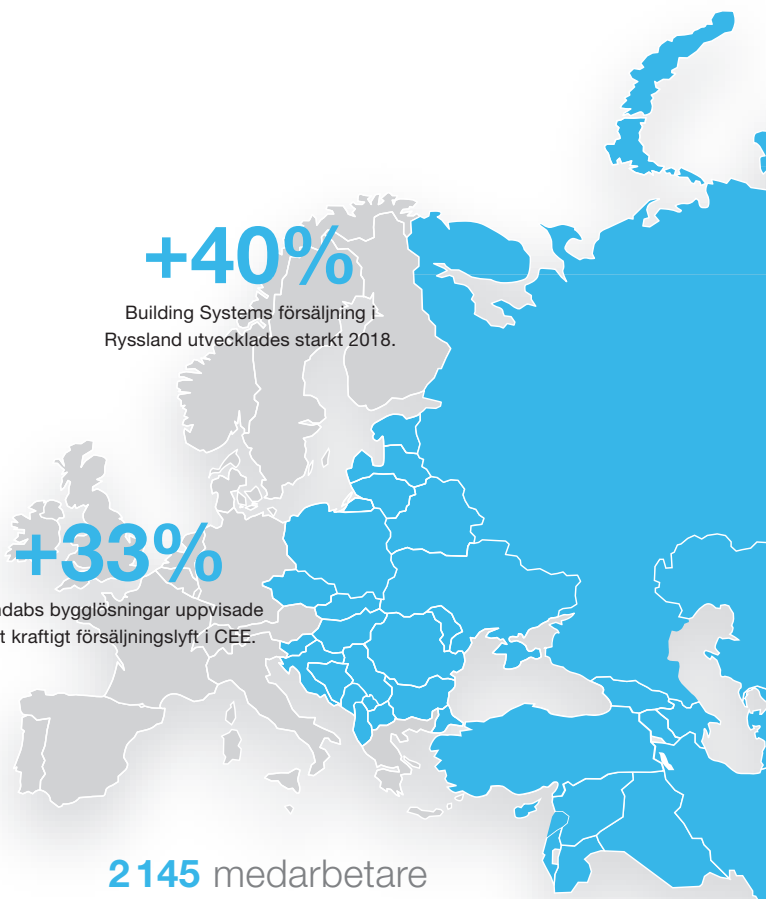 +40%
Building Systems försäljning i
Ryssland utvecklades starkt 2018.
+33%
bygglösningar uppvisade
kraftigt försäljningslyft i CEE.
2 145 medarbetare